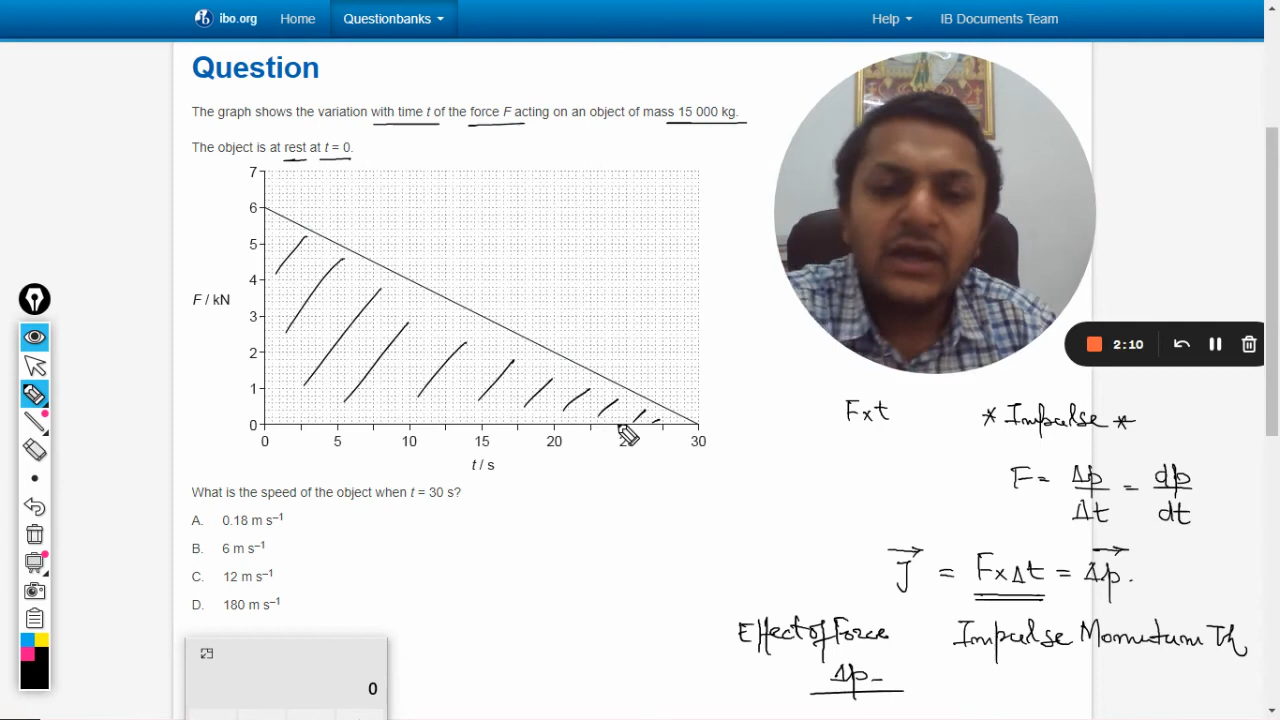 ibo.org Home Questionbanks Help IB Documents Team
Question
The graph shows the variation with time t of the force F acting on an object of mass 15 000 kg.
The object is at rest at t = 0.
7
6
5
4
3
2
1
0
F / kN
0 5 10 15 20 30
t / s
What is the speed of the object when t = 30 s?
A. 0.18 m s⁻¹
B. 6 m s⁻¹
C. 12 m s⁻¹
D. 180 m s⁻¹
0
2:10
F×t * Impulse *
F = Δp/Δt = dp/dt
J = F×Δt = Δp.
Effect of Force Impulse Momentum Th
Δp